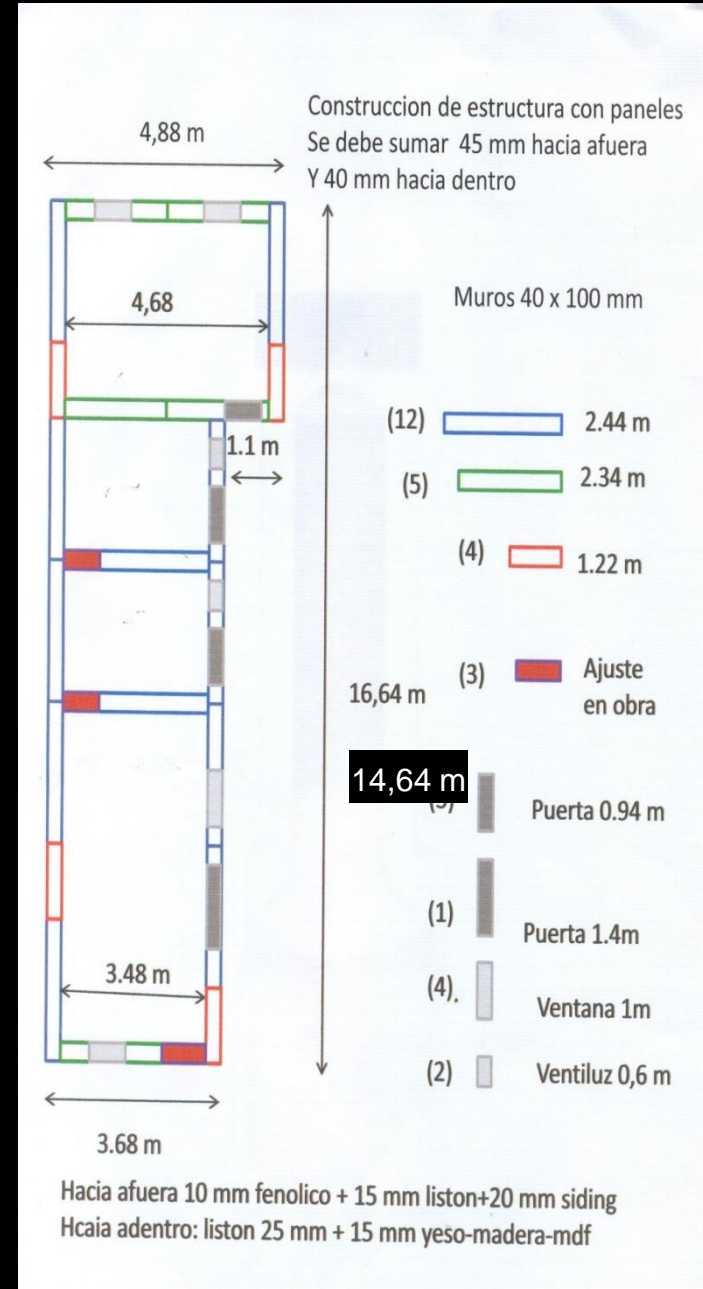 Construccion de estructura con paneles
4,88 m
Se debe sumar 45 mm hacia afuera
Y 40 mm hacia dentro
4,68
Muros 40 x 100 mm
(12)
2.44 m
1.1 m
(5)
2.34 m
(4)
1.22 m
(3)
Ajuste
en obra
16,64 m
14,64 m
Puerta 0.94 m
(1)
Puerta 1.4m
3.48 m
(4).
Ventana 1m
(2)
Ventiluz 0,6 m
3.68 m
Hacia afuera 10 mm fenolico + 15 mm liston+20 mm siding
Hcaia adentro: liston 25 mm + 15 mm yeso-madera-mdf